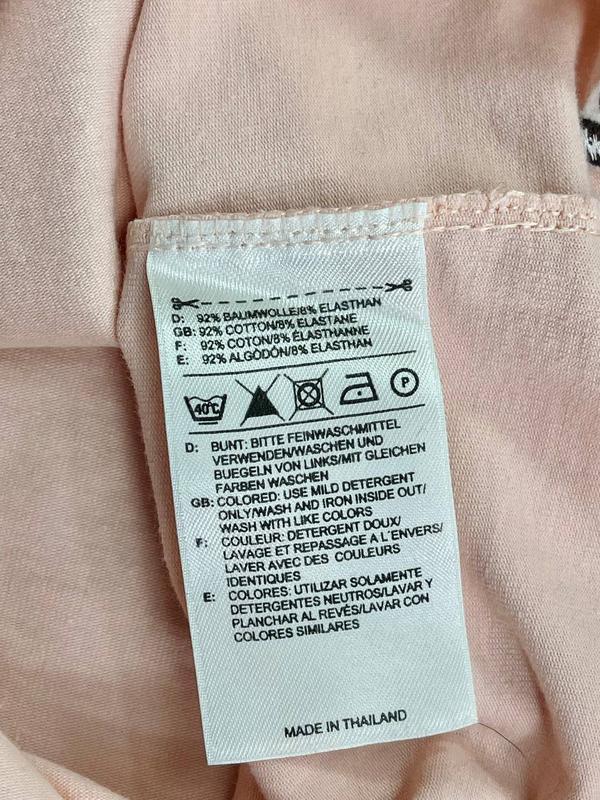 D: 92% BAUMWOLLE/8% ELASTHAN
GB: 92% COTTON/8% ELASTANE
F: 92% COTON/8% ÉLASTHANNE
E: 92% ALGÒDÓN/8% ELASTHAN
40°C P
D: BUNT: BITTE FEINWASCHMITTEL
VERWENDEN/WASCHEN UND
BUEGELN VON LINKS/MIT GLEICHEN
FARBEN WASCHEN
GB: COLORED: USE MILD DETERGENT
ONLY/WASH AND IRON INSIDE OUT/
WASH WITH LIKE COLORS
F: COULEUR: DETERGENT DOUX/
LAVAGE ET REPASSAGE A L´ENVERS/
LAVER AVEC DES COULEURS
IDENTIQUES
E: COLORES: UTILIZAR SOLAMENTE
DETERGENTES NEUTROS/LAVAR Y
PLANCHAR AL REVÉS/LAVAR CON
COLORES SIMILARES
MADE IN THAILAND